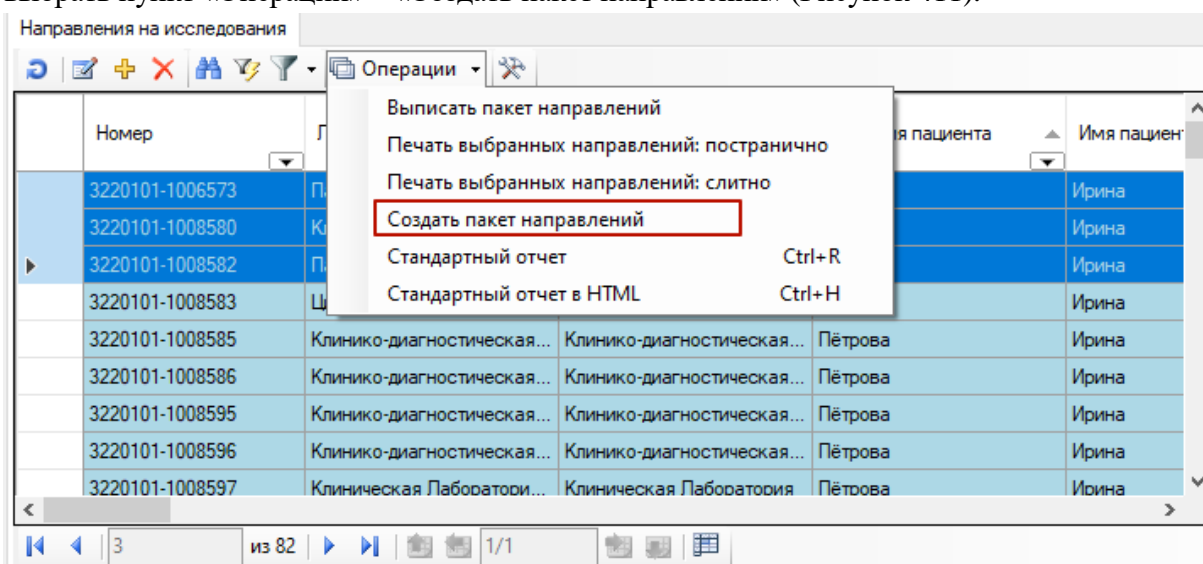 Направления на исследования
Операции
Выписать пакет направлений
Печать выбранных направлений: постранично
Печать выбранных направлений: слитно
Создать пакет направлений
Стандартный отчет Ctrl+R
Стандартный отчет в HTML Ctrl+H
Номер пациента Имя пациент
3220101-1006573 Ирина
3220101-1008580 Ирина
3220101-1008582 Ирина
3220101-1008583 Ирина
3220101-1008585 Клинико-диагностическая... Клинико-диагностическая... Пётрова Ирина
3220101-1008586 Клинико-диагностическая... Клинико-диагностическая... Пётрова Ирина
3220101-1008595 Клинико-диагностическая... Клинико-диагностическая... Пётрова Ирина
3220101-1008596 Клинико-диагностическая... Клинико-диагностическая... Пётрова Ирина
3220101-1008597 Клиническая Лаборатори... Клиническая Лаборатория Пётрова Ирина
3 из 82 1/1